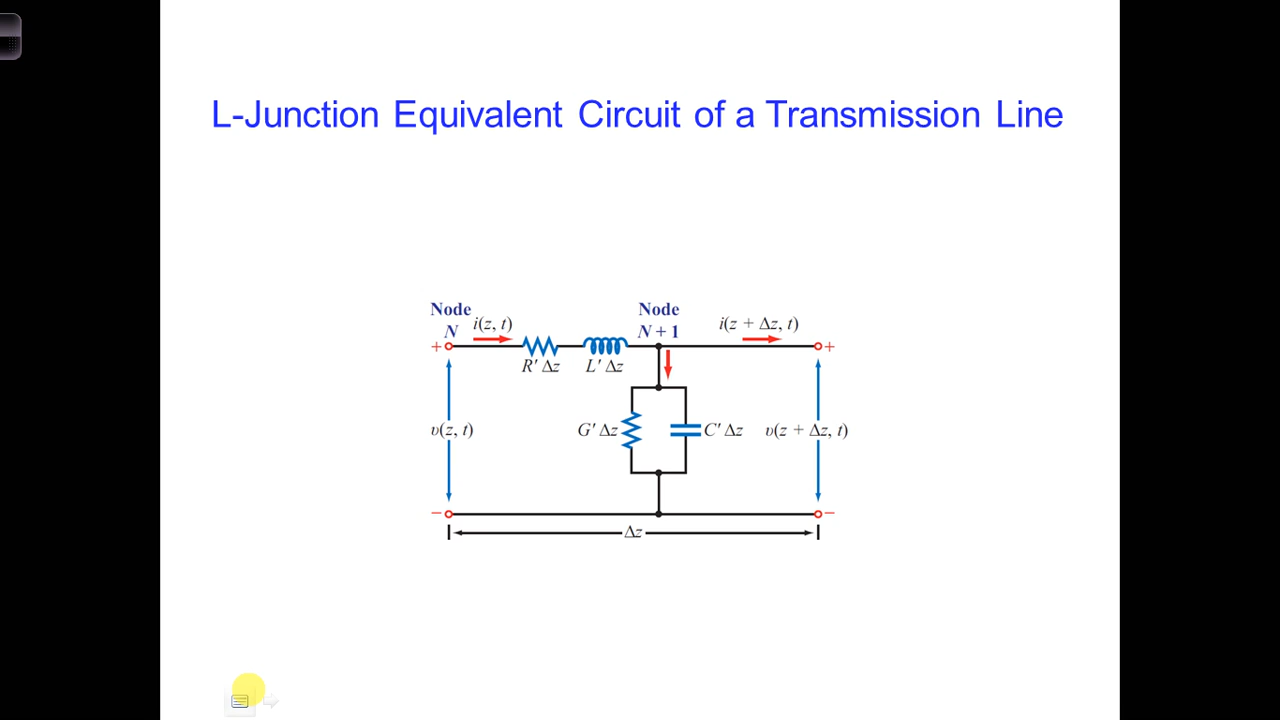 L-Junction Equivalent Circuit of a Transmission Line
Node
N
i(z, t)
Node
N + 1
i(z + Δz, t)
+
+
R′ Δz
L′ Δz
υ(z, t)
G′ Δz
C′ Δz
υ(z + Δz, t)
−
−
Δz